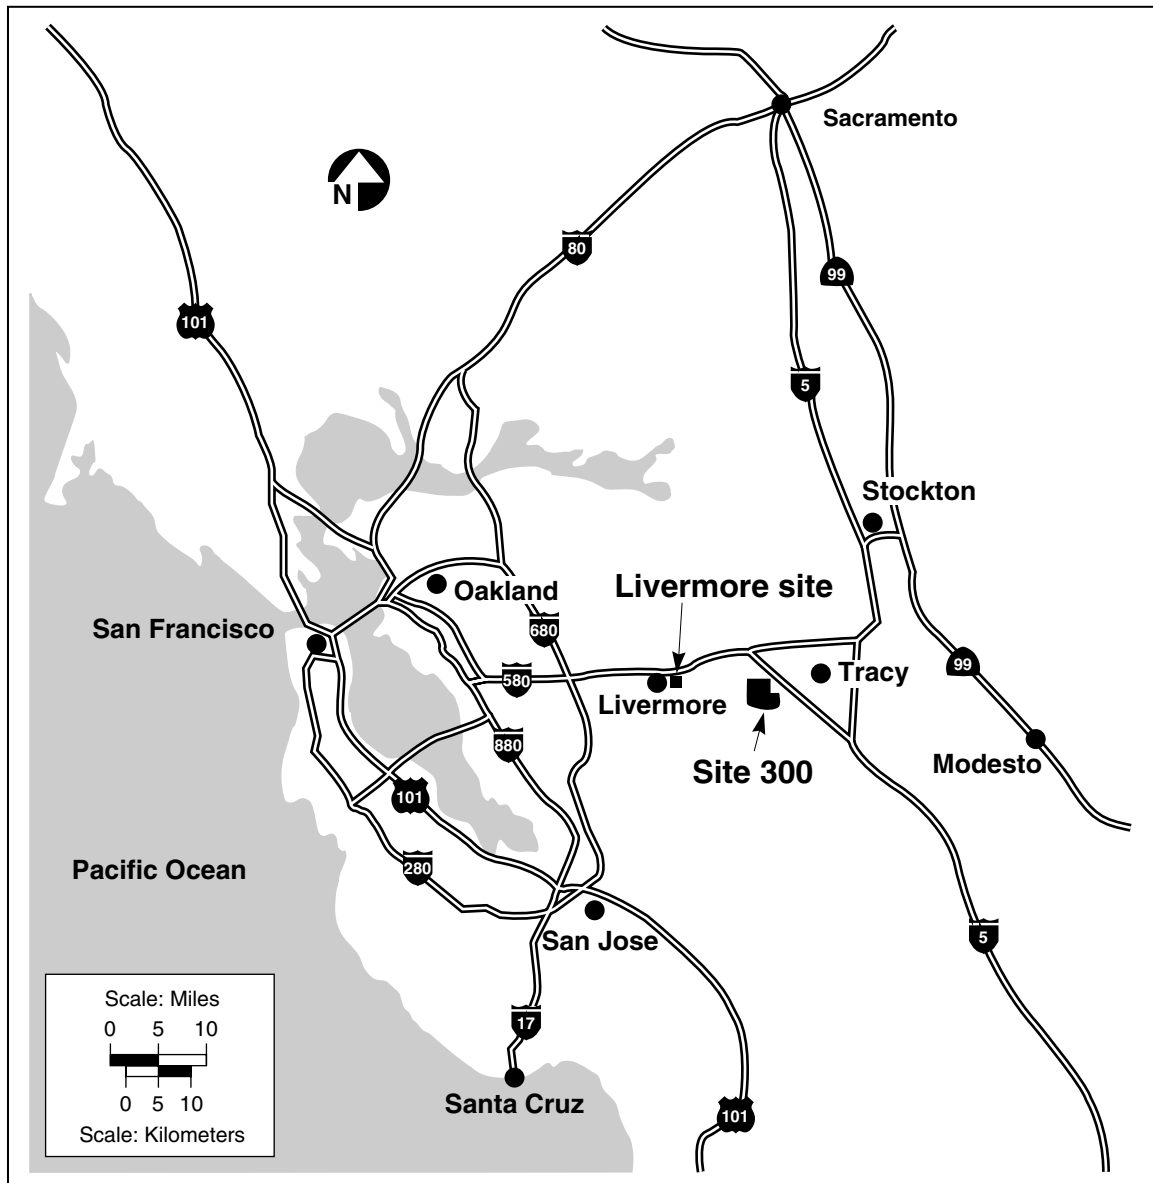 Sacramento
N
80
99
101
5
Stockton
Livermore site
Oakland
San Francisco
680
99
Tracy
580
Livermore
880
Modesto
Site 300
101
Pacific Ocean
280
5
San Jose
Scale: Miles
0 5 10
17
0 5 10
Santa Cruz
101
Scale: Kilometers